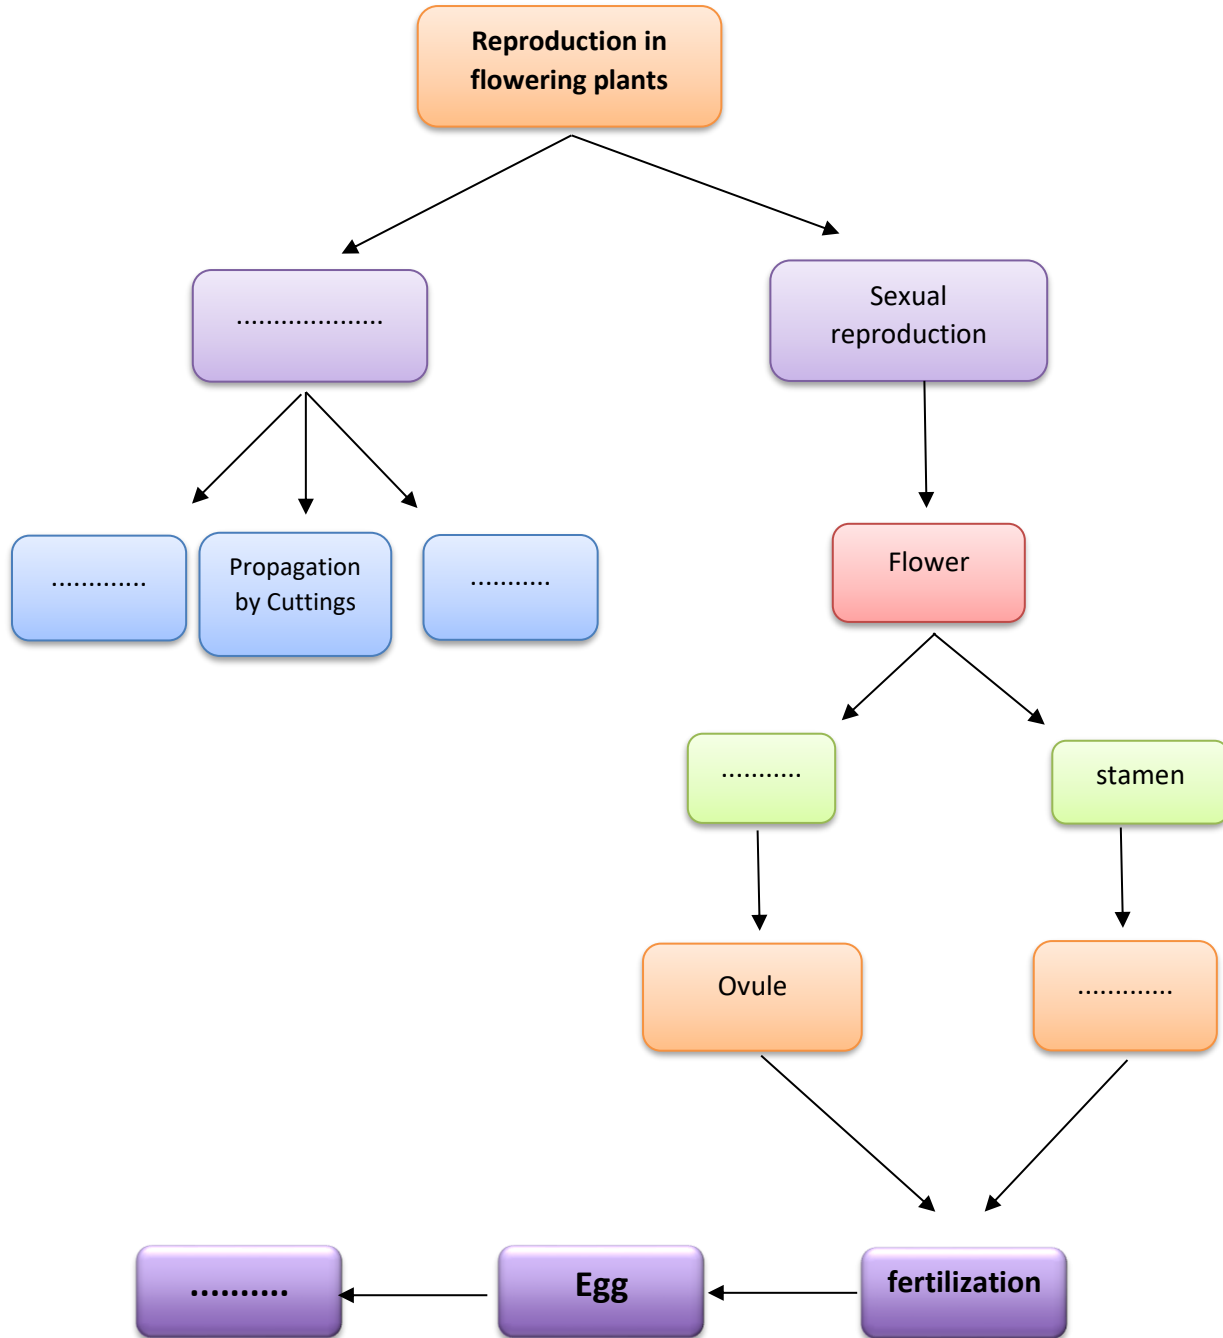 Reproduction in
flowering plants
....................
Sexual
reproduction
.............
Propagation
by Cuttings
...........
Flower
...........
stamen
Ovule
.............
..........
Egg
fertilization